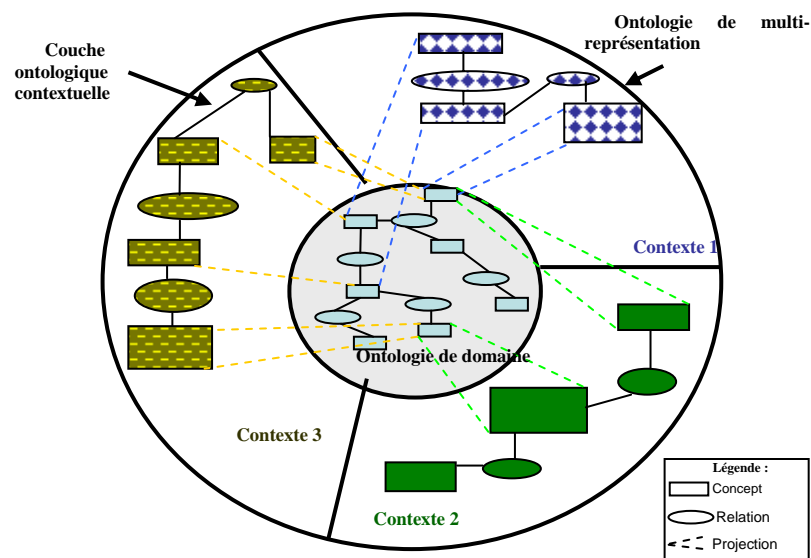 Ontologie de multi-
représentation
Couche
ontologique
contextuelle
Contexte 1
Ontologie de domaine
Contexte 3
Contexte 2
Légende :
Concept
Relation
Projection